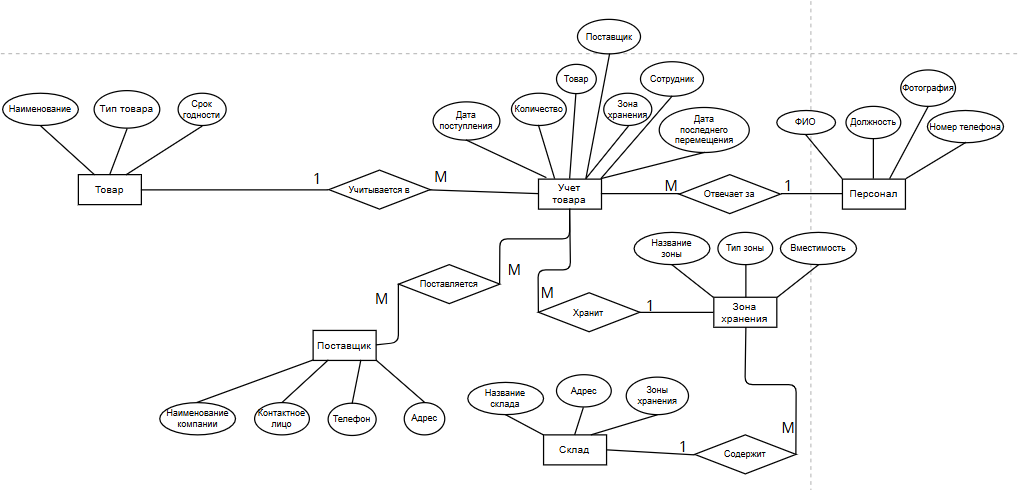 Поставщик
Товар
Сотрудник
Наименование
Тип товара
Срок
годности
Дата
поступления
Количество
Зона
хранения
Дата
последнего
перемещения
Фотография
ФИО
Должность
Номер телефона
Товар
1
Учитывается в
М
Учет
товара
М
Отвечает за
1
Персонал
Название
зоны
Тип зоны
Вместимость
Поставляется
М
М
М
Хранит
1
Зона
хранения
Поставщик
Наименование
компании
Контактное
лицо
Телефон
Адрес
Название
склада
Адрес
Зоны
хранения
Склад
1
Содержит
М